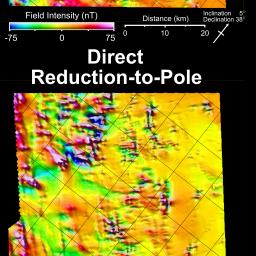 Field Intensity (nT)
-75 0 75
Distance (km)
0 10 20
Inclination 5°
Declination 38°
Direct
Reduction-to-Pole